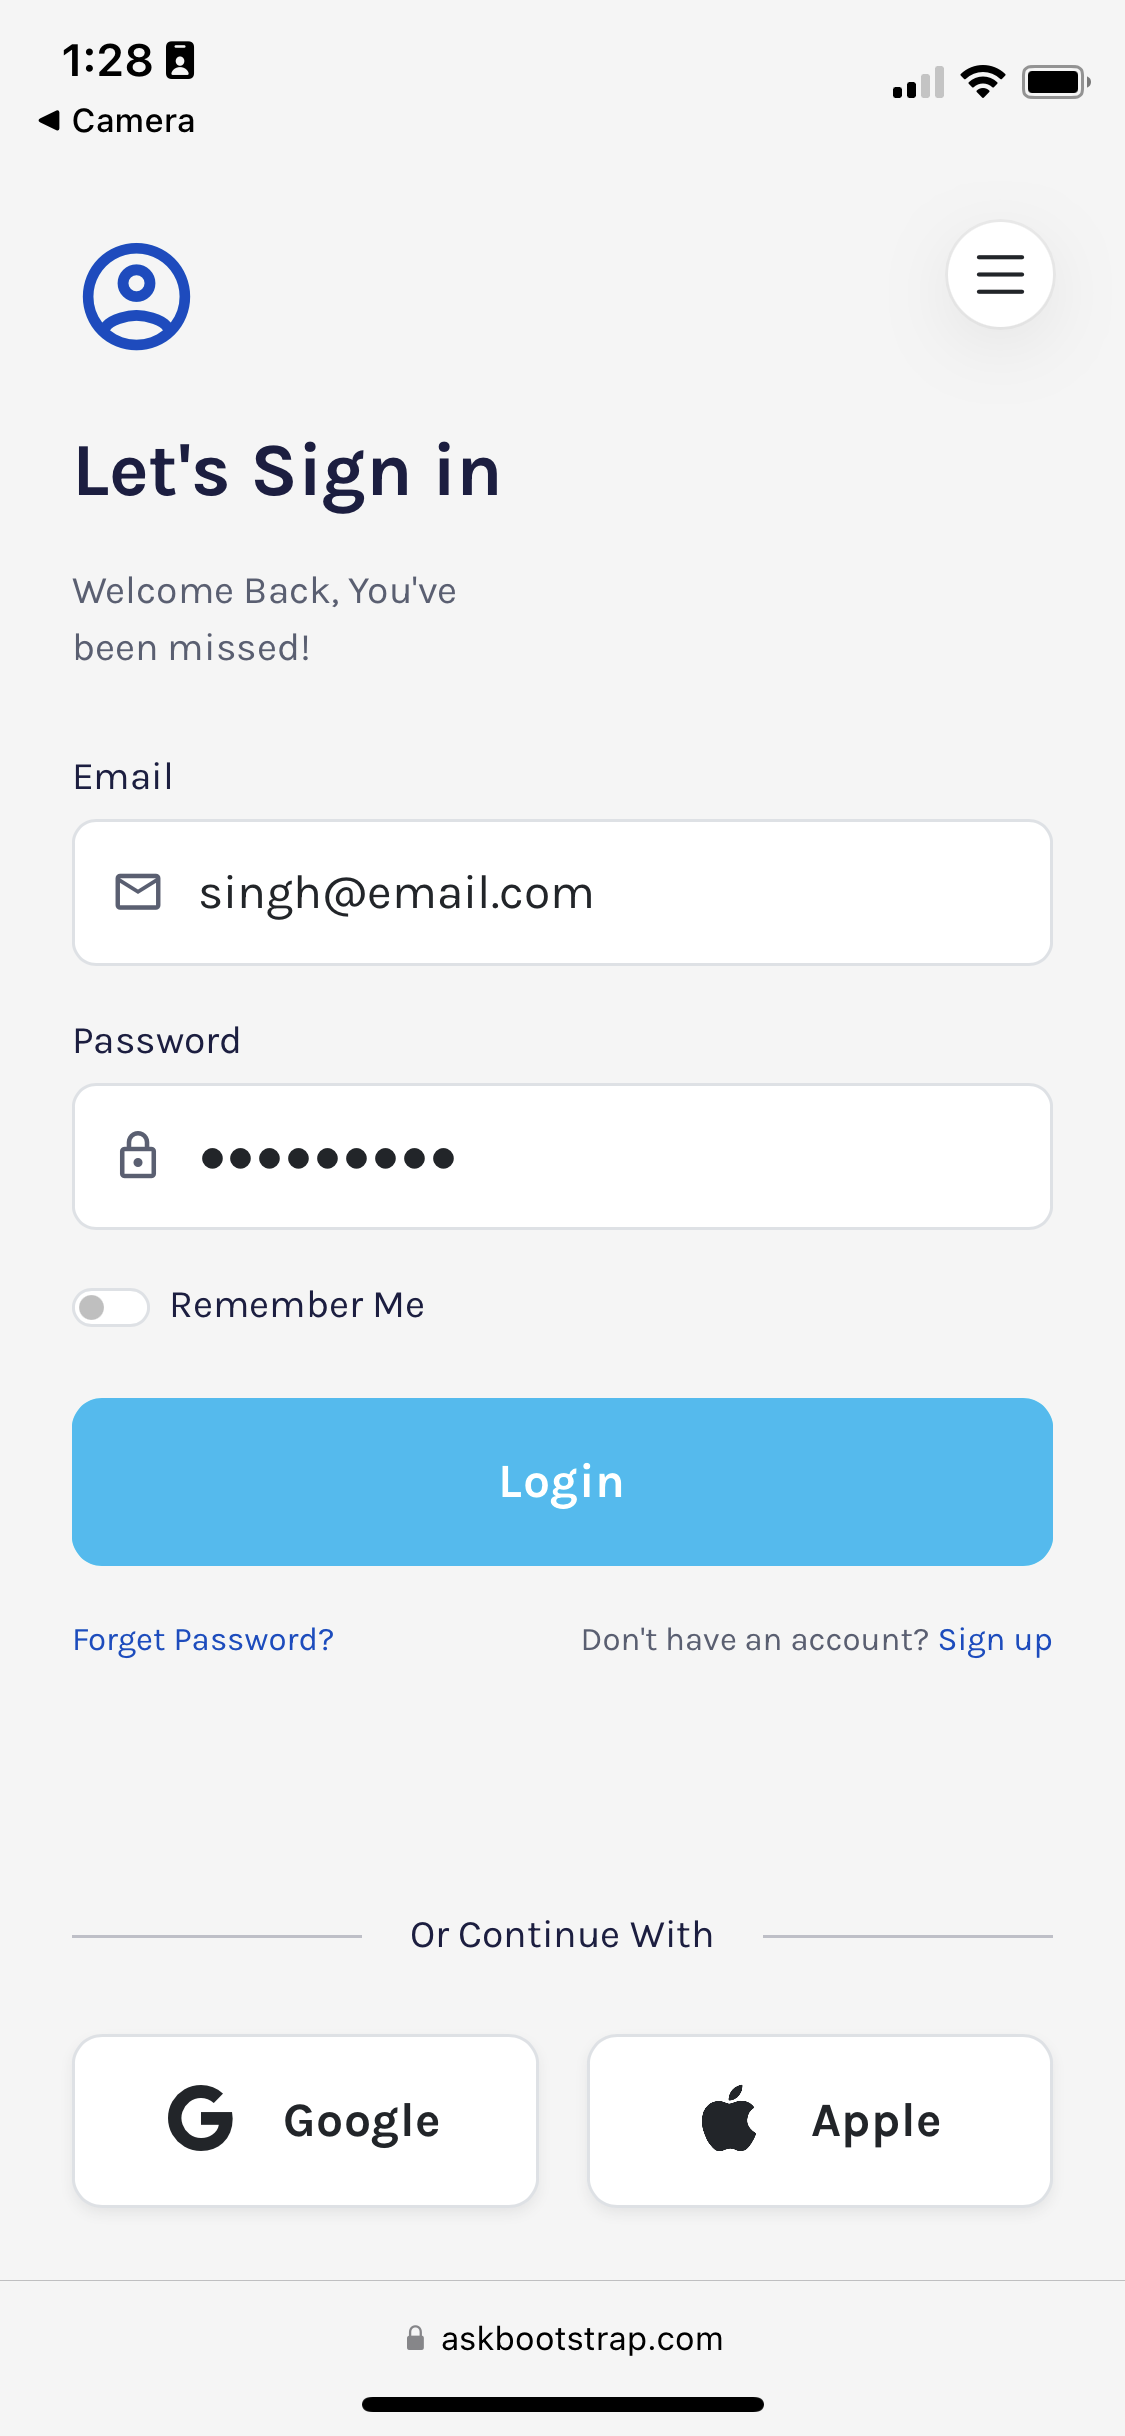 1:28
◀ Camera
Let's Sign in
Welcome Back, You've
been missed!
Email
singh@email.com
Password
•••••••••
Remember Me
Login
Forget Password?
Don't have an account? Sign up
Or Continue With
Google
Apple
askbootstrap.com